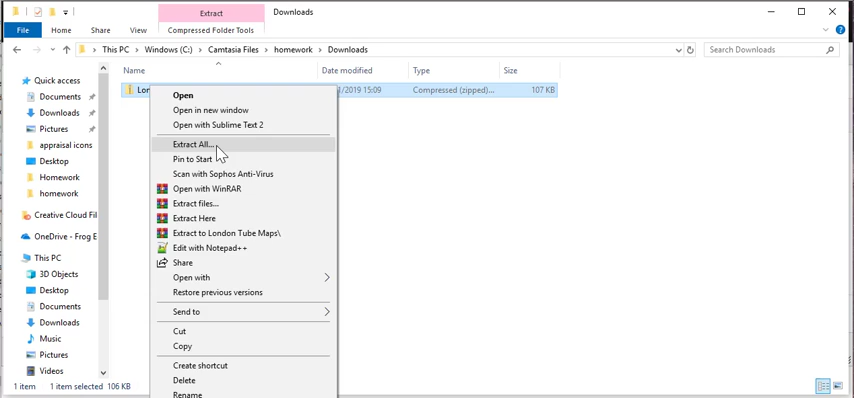 Extract Downloads
File Home Share View Compressed Folder Tools
This PC Windows (C:) Camtasia Files homework Downloads
Search Downloads
Name Date modified Type Size
Quick access
Documents
Downloads
Pictures
appraisal icons
Desktop
Homework
homework
Creative Cloud Fil
OneDrive - Frog E
This PC
3D Objects
Desktop
Documents
Downloads
Music
Pictures
Videos
Lon
1/2019 15:09 Compressed (zipped)... 107 KB
Open
Open in new window
Open with Sublime Text 2
Extract All...
Pin to Start
Scan with Sophos Anti-Virus
Open with WinRAR
Extract files...
Extract Here
Extract to London Tube Maps\
Edit with Notepad++
Share
Open with
Restore previous versions
Send to
Cut
Copy
Create shortcut
Delete
Rename
1 item 1 item selected 106 KB